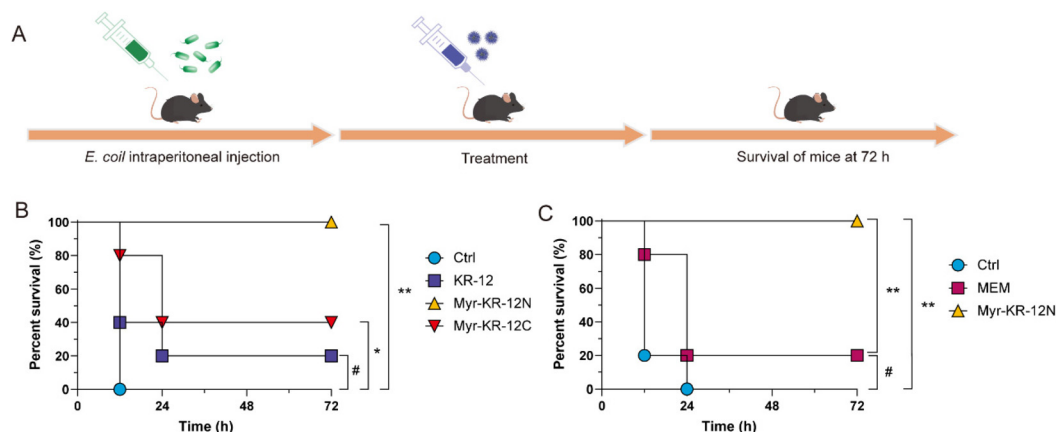 A
E. coil intraperitoneal injection
Treatment
Survival of mice at 72 h
B
Percent survival (%)
100
80
60
40
20
0
0
24
48
72
Time (h)
Ctrl
KR-12
Myr-KR-12N
Myr-KR-12C
**
*
#
C
Percent survival (%)
100
80
60
40
20
0
0
24
48
72
Time (h)
Ctrl
MEM
Myr-KR-12N
**
**
#